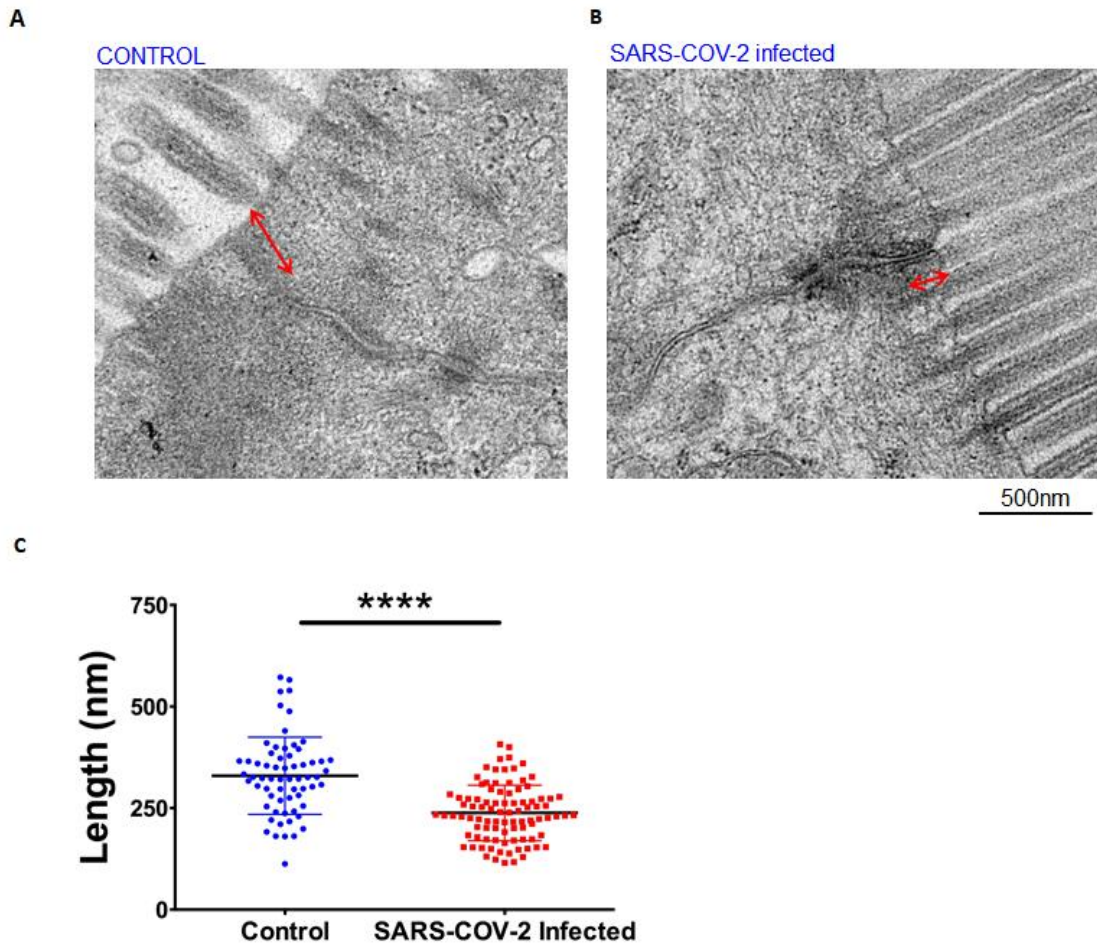 A
CONTROL
B
SARS-COV-2 infected
500nm
C
Length (nm)
750
500
250
0
****
Control
SARS-COV-2 Infected